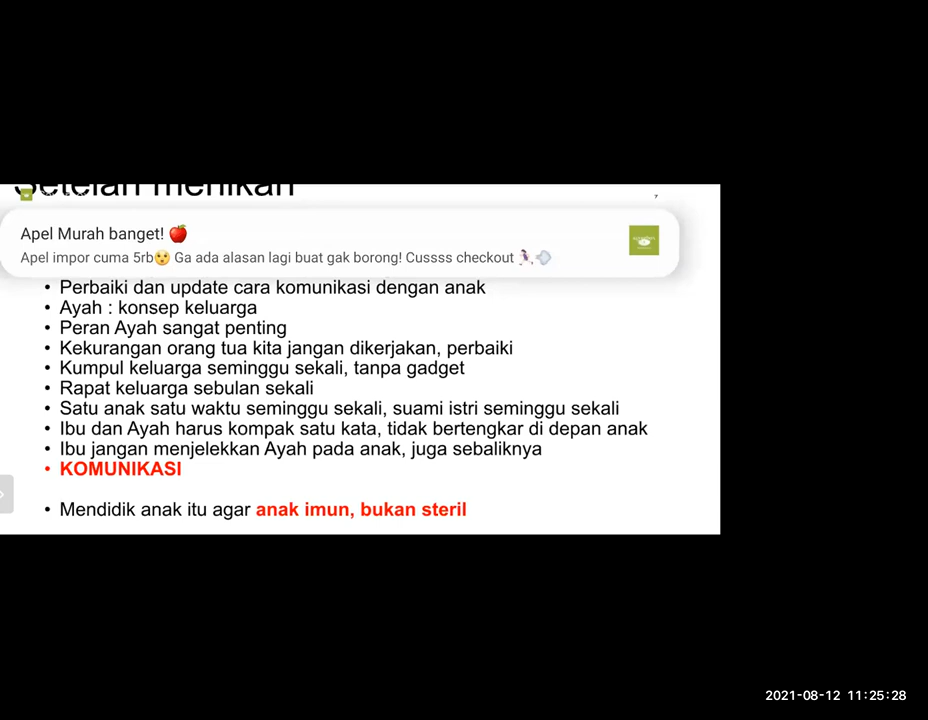 Setelah menikah
Apel Murah banget! 🍎
Apel impor cuma 5rb😯 Ga ada alasan lagi buat gak borong! Cussss checkout 🏃🏻‍♀️💨
• Perbaiki dan update cara komunikasi dengan anak
• Ayah : konsep keluarga
• Peran Ayah sangat penting
• Kekurangan orang tua kita jangan dikerjakan, perbaiki
• Kumpul keluarga seminggu sekali, tanpa gadget
• Rapat keluarga sebulan sekali
• Satu anak satu waktu seminggu sekali, suami istri seminggu sekali
• Ibu dan Ayah harus kompak satu kata, tidak bertengkar di depan anak
• Ibu jangan menjelekkan Ayah pada anak, juga sebaliknya
• KOMUNIKASI
• Mendidik anak itu agar anak imun, bukan steril
2021-08-12 11:25:28